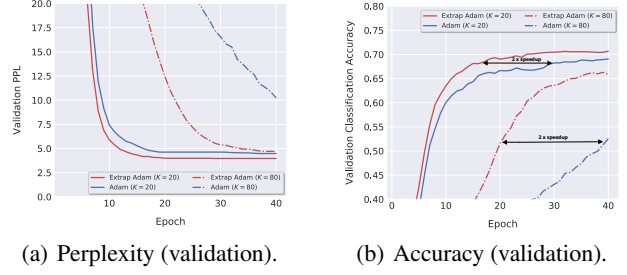 20.0
17.5
15.0
12.5
10.0
7.5
5.0
2.5
0.0
Validation PPL
Extrap Adam (K = 20)
Adam (K = 20)
Extrap Adam (K = 80)
Adam (K = 80)
0 10 20 30 40
Epoch
(a) Perplexity (validation).
0.80
0.75
0.70
0.65
0.60
0.55
0.50
0.45
0.40
Validation Classification Accuracy
Extrap Adam (K = 20)
Adam (K = 20)
Extrap Adam (K = 80)
Adam (K = 80)
2 x speedup
2 x speedup
0 10 20 30 40
Epoch
(b) Accuracy (validation).